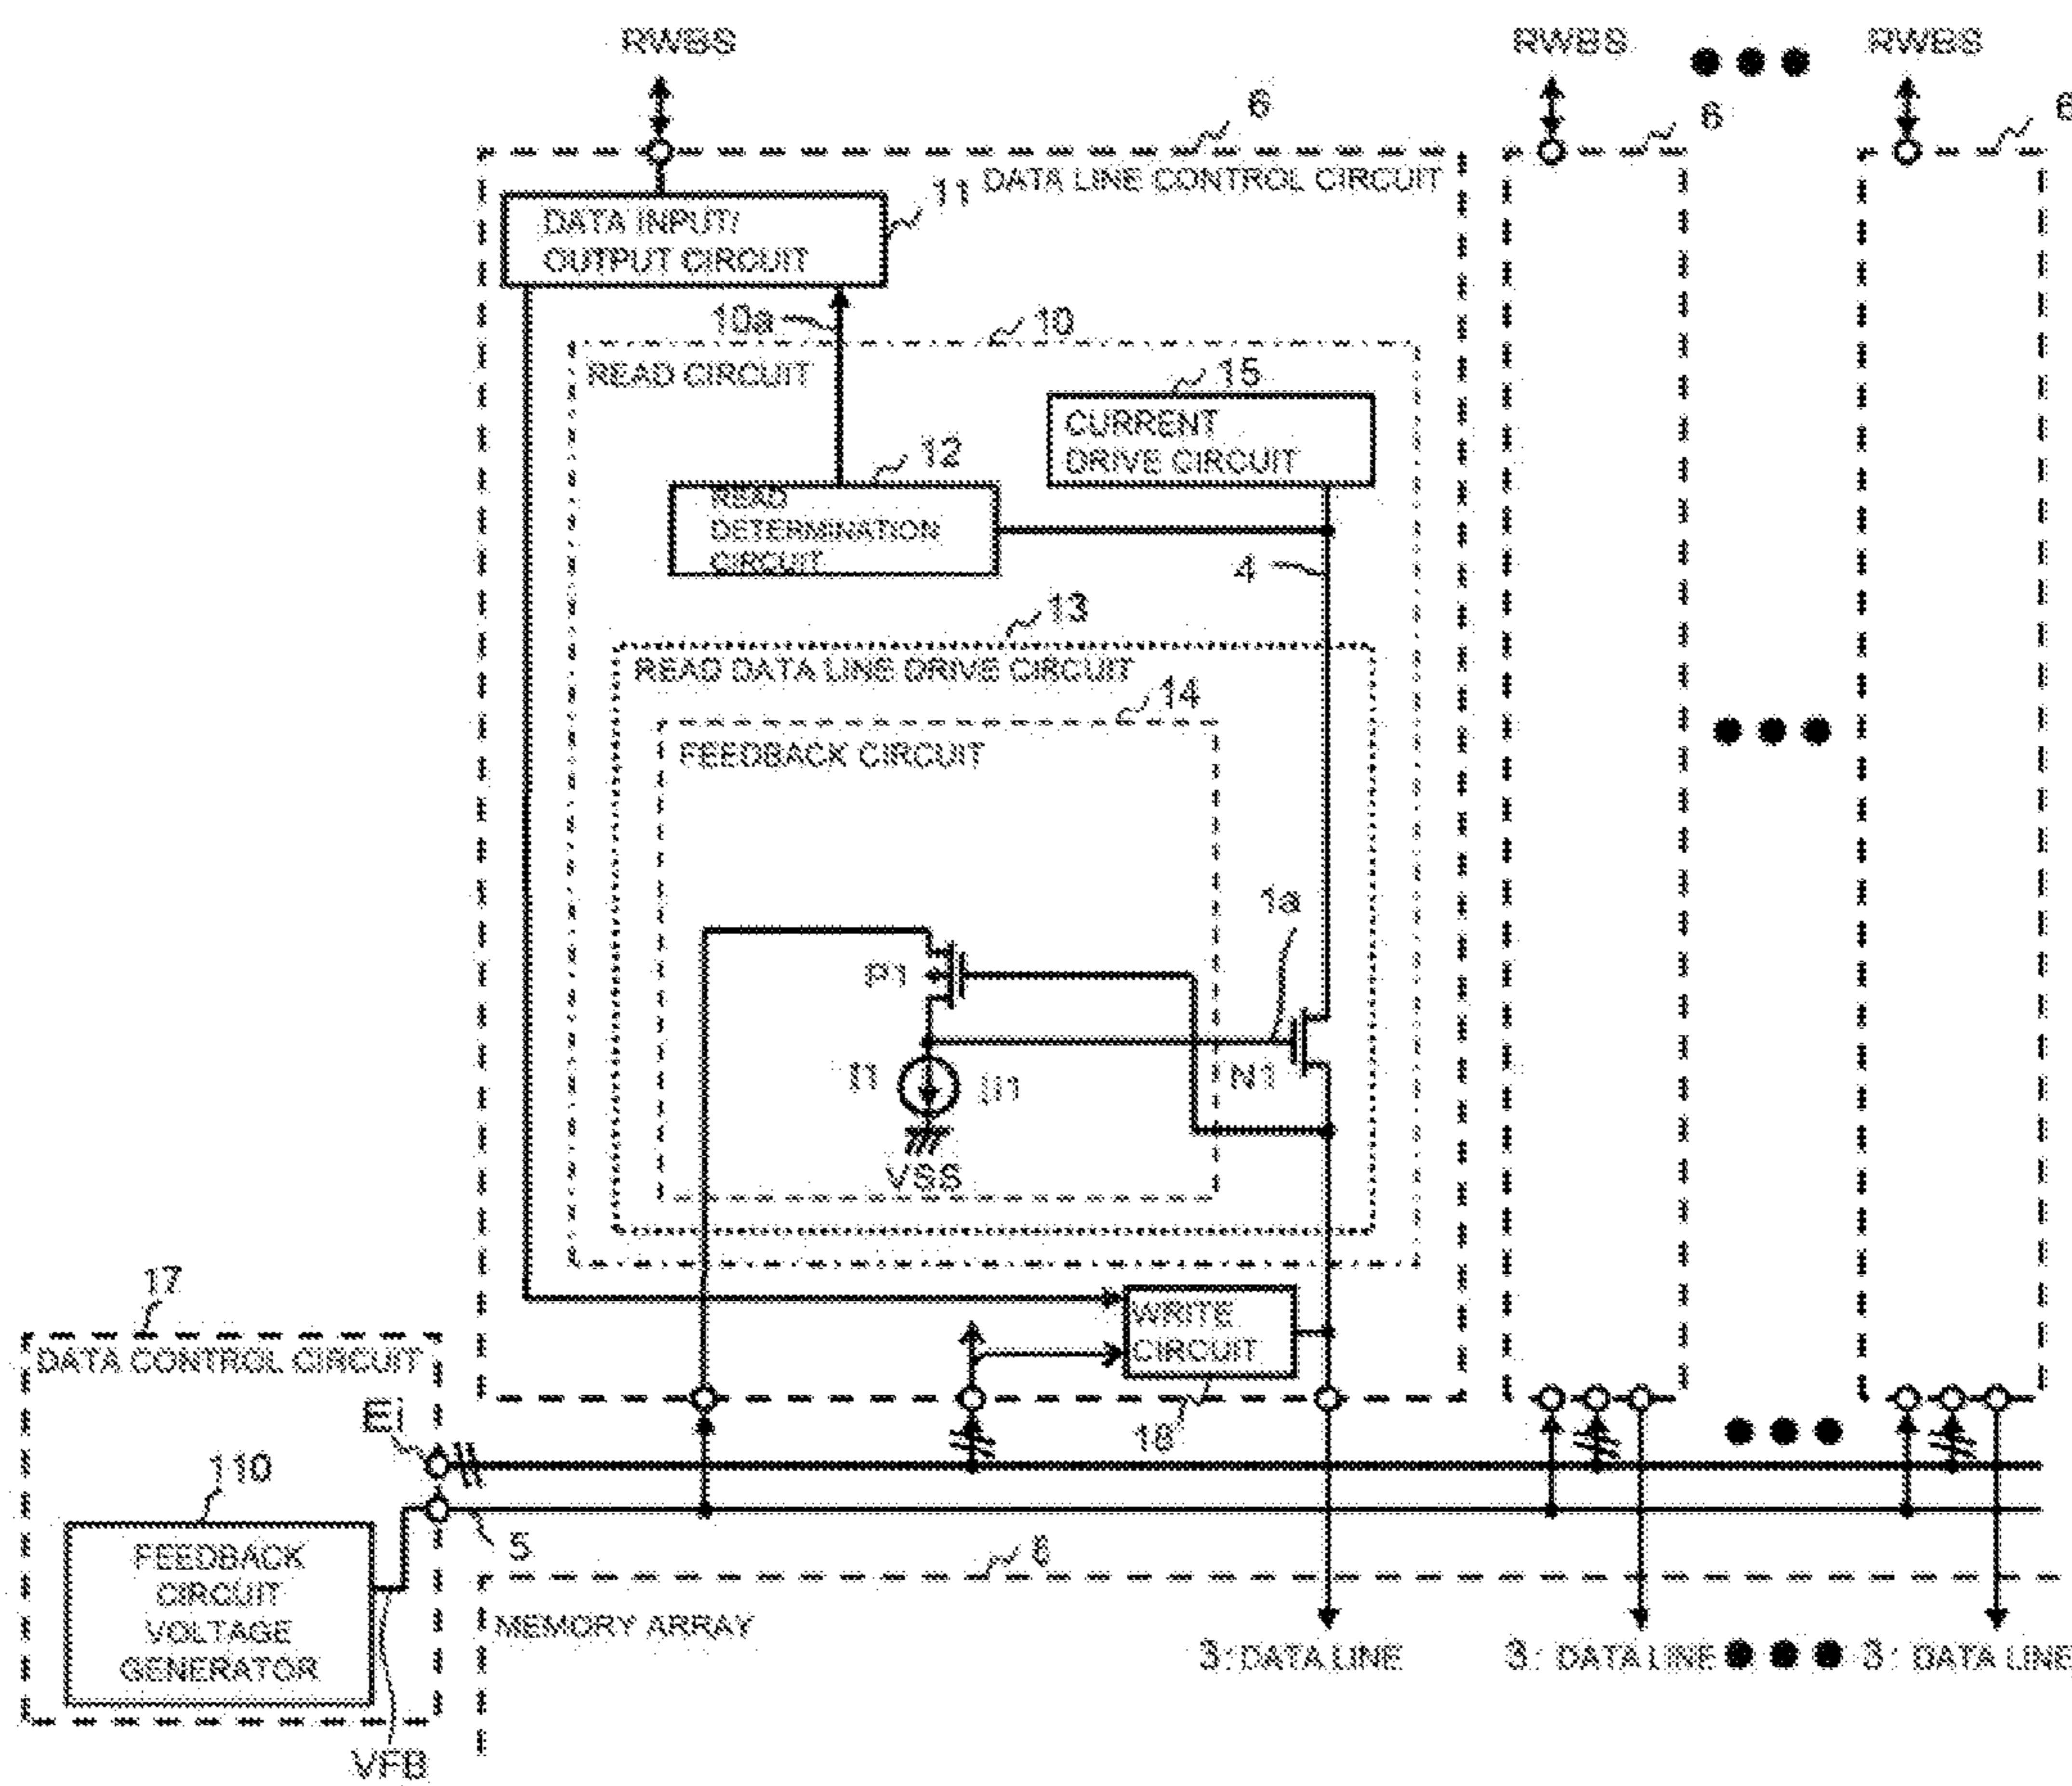 RWBS
RWBS
RWBS
6
6
6
DATA LINE CONTROL CIRCUIT
11
DATA INPUT/
OUTPUT CIRCUIT
10a
10
READ CIRCUIT
15
CURRENT
DRIVE CIRCUIT
12
READ
DETERMINATION
CIRCUIT
4
13
READ DATA LINE DRIVE CIRCUIT
14
FEEDBACK CIRCUIT
1a
P1
I1
N1
VSS
17
DATA CONTROL CIRCUIT
WRITE
CIRCUIT
Ei
110
5
FEEDBACK
CIRCUIT
VOLTAGE
GENERATOR
MEMORY ARRAY
3: DATA LINE
3: DATA LINE
3: DATA LINE
VFB